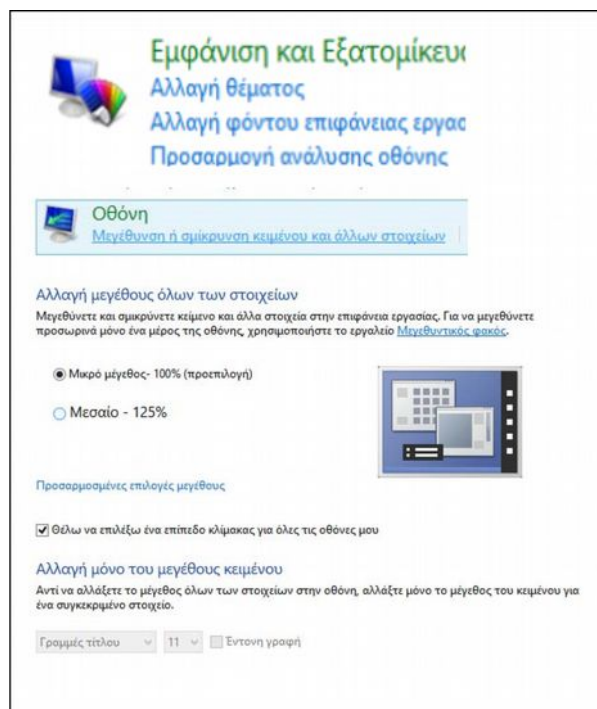 Εμφάνιση και Εξατομίκευσ
Αλλαγή θέματος
Αλλαγή φόντου επιφάνειας εργασ
Προσαρμογή ανάλυσης οθόνης
Οθόνη
Μεγέθυνση ή σμίκρυνση κειμένου και άλλων στοιχείων
Αλλαγή μεγέθους όλων των στοιχείων
Μεγεθύνετε και σμικρύνετε κείμενο και άλλα στοιχεία στην επιφάνεια εργασίας. Για να μεγεθύνετε
προσωρινά μόνο ένα μέρος της οθόνης, χρησιμοποιήστε το εργαλείο Μεγεθυντικός φακός.
Μικρό μέγεθος- 100% (προεπιλογή)
Μεσαίο - 125%
Προσαρμοσμένες επιλογές μεγέθους
Θέλω να επιλέξω ένα επίπεδο κλίμακας για όλες τις οθόνες μου
Αλλαγή μόνο του μεγέθους κειμένου
Αντί να αλλάξετε το μέγεθος όλων των στοιχείων στην οθόνη, αλλάξτε μόνο το μέγεθος του κειμένου για
ένα συγκεκριμένο στοιχείο.
Γραμμές τίτλου 11 Έντονη γραφή